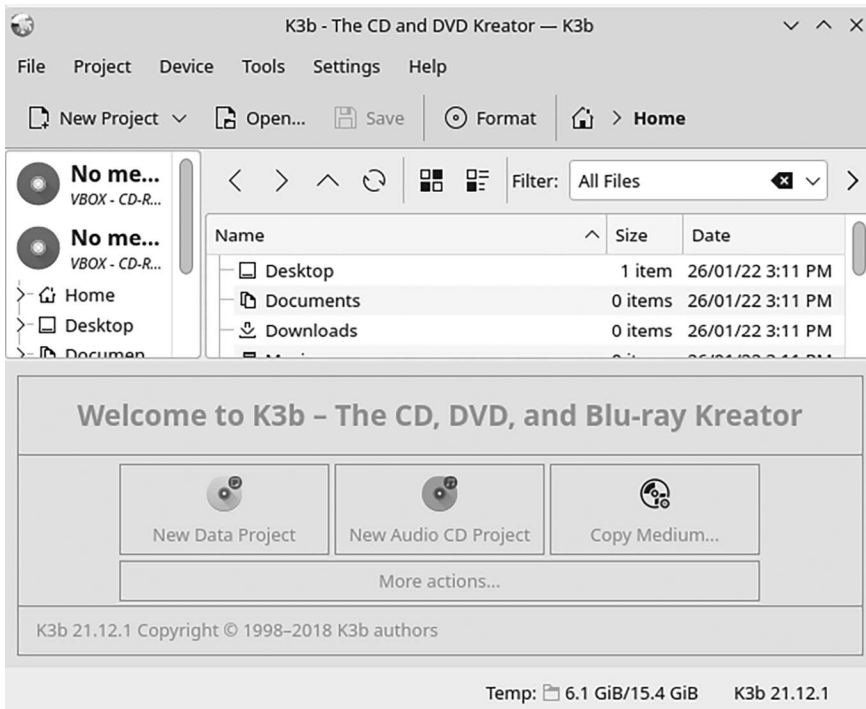 K3b - The CD and DVD Kreator — K3b
File Project Device Tools Settings Help
New Project Open... Save Format > Home
No me...
VBOX - CD-R...
No me...
VBOX - CD-R...
Home
Desktop
Documen
Filter: All Files
Name Size Date
Desktop 1 item 26/01/22 3:11 PM
Documents 0 items 26/01/22 3:11 PM
Downloads 0 items 26/01/22 3:11 PM
Welcome to K3b – The CD, DVD, and Blu-ray Kreator
New Data Project New Audio CD Project Copy Medium...
More actions...
K3b 21.12.1 Copyright © 1998–2018 K3b authors
Temp: 6.1 GiB/15.4 GiB K3b 21.12.1